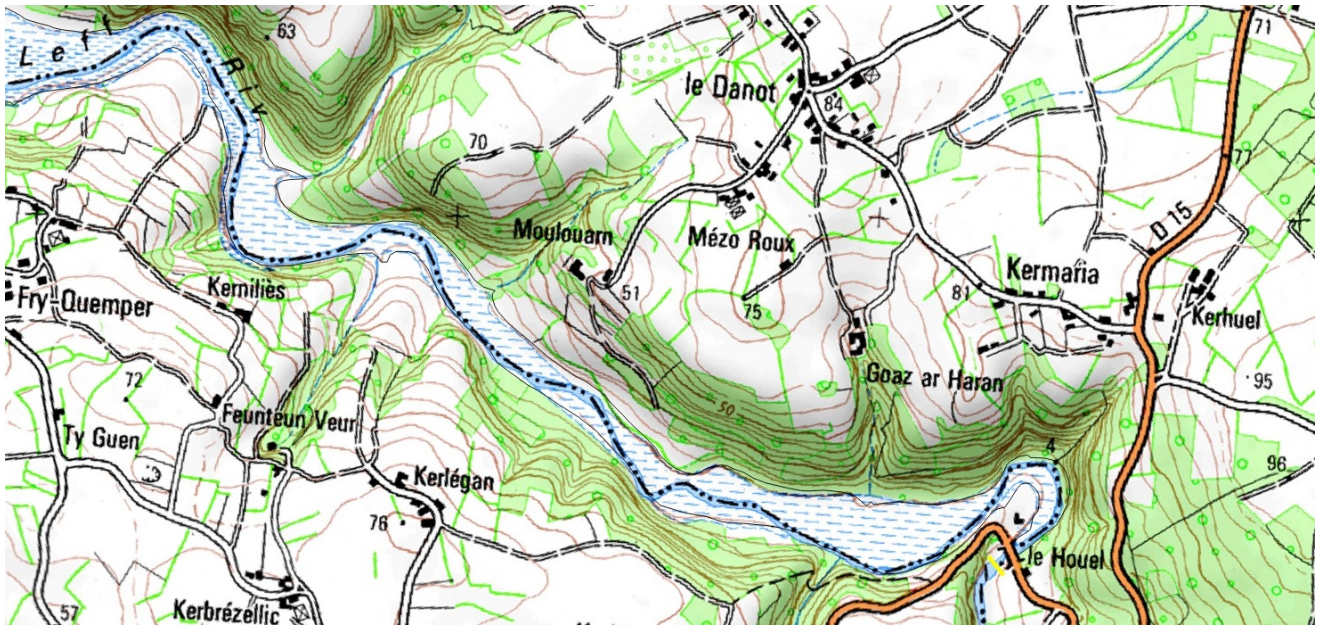 Leff
Riv.
63
71
le Danot
84
70
77
Moulouarn
Mézo Roux
D 15
Kermaria
51
75
81
Kerhuel
Kerniliès
Fry Quemper
Goaz ar Haran
95
72
50
Feunteun Veur
Ty Guen
4
96
Kerlégan
76
le Houel
57
Kerbrézellic